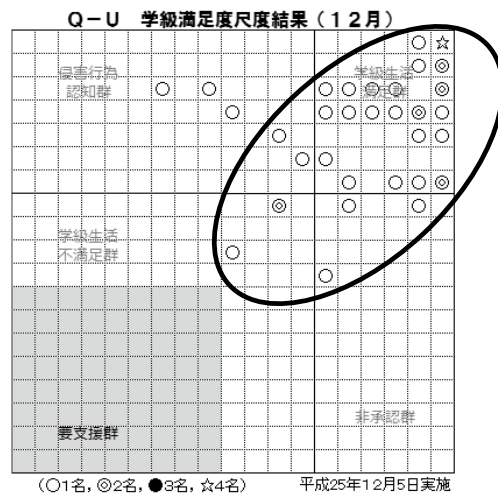 Q－U　学級満足度尺度結果（１２月）
侵害行為
認知群
学級生活
満足群
学級生活
不満足群
要支援群
非承認群
（○1名，◎2名，●3名，☆4名）
平成25年12月5日実施